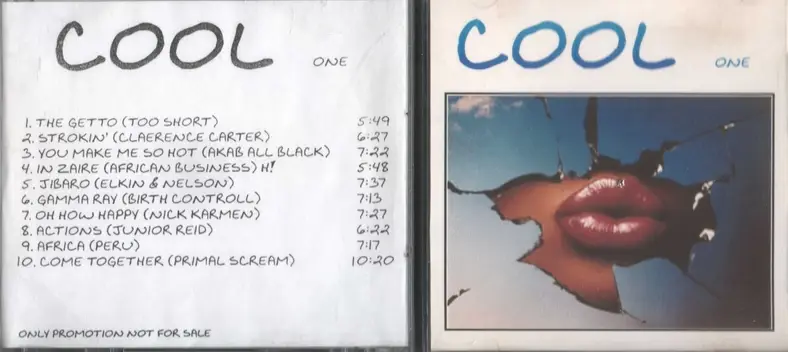 COOL
ONE
1. THE GETTO (TOO SHORT) 5:49
2. STROKIN' (CLAERENCE CARTER) 6:27
3. YOU MAKE ME SO HOT (AKAB ALL BLACK) 7:22
4. IN ZAIRE (AFRICAN BUSINESS) H! 5:48
5. JIBARO (ELKIN & NELSON) 7:37
6. GAMMA RAY (BIRTH CONTROLL) 7:13
7. OH HOW HAPPY (NICK KARMEN) 7:27
8. ACTIONS (JUNIOR REID) 6:22
9. AFRICA (PERU) 7:17
10. COME TOGETHER (PRIMAL SCREAM) 10:20
ONLY PROMOTION NOT FOR SALE
COOL
ONE